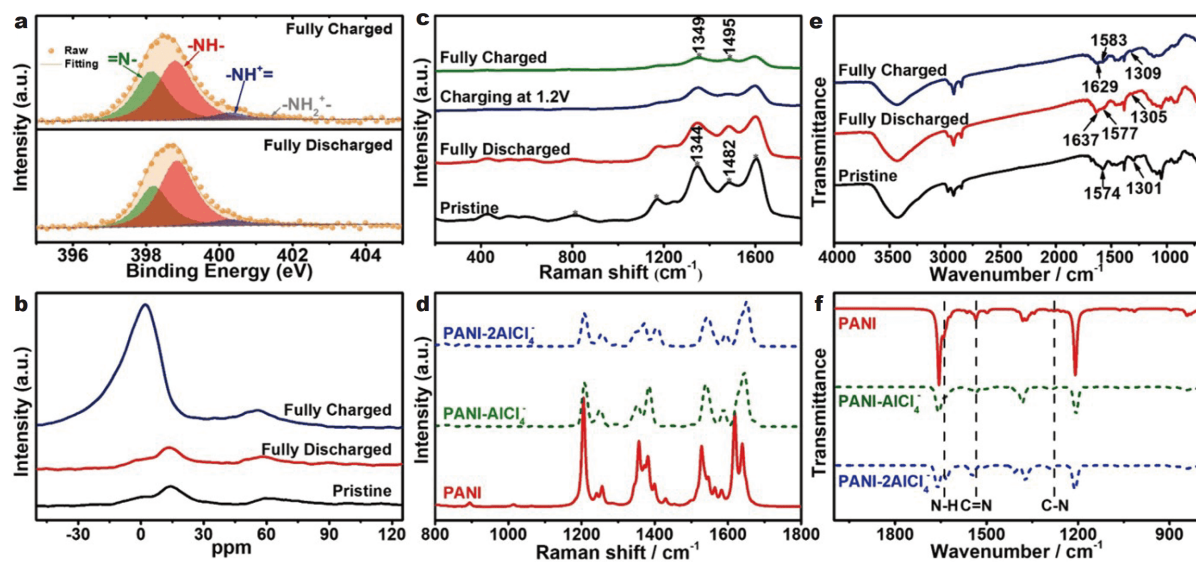 a
Fully Charged
Raw
Fitting
=N-
-NH-
-NH⁺=
-NH₂⁺-
Fully Discharged
Intensity (a.u.)
396 398 400 402 404
Binding Energy (eV)
b
Fully Charged
Fully Discharged
Pristine
Intensity (a.u.)
-30 0 30 60 90 120
ppm
c
1349
1495
Fully Charged
Charging at 1.2V
Fully Discharged
1344
1482
Pristine
Intensity (a.u.)
400 600 800 1000 1200 1400 1600
Raman shift (cm⁻¹)
d
PANI-2AlCl₄⁻
PANI-AlCl₄⁻
PANI
Intensity (a.u.)
800 1000 1200 1400 1600 1800
Raman shift / cm⁻¹
e
1583
Fully Charged
1309
1629
Fully Discharged
1305
1637 1577
Pristine
1574
1301
Transmittance
4000 3500 3000 2500 2000 1500 1000
Wavenumber / cm⁻¹
f
PANI
PANI-AlCl₄⁻
PANI-2AlCl₄⁻
N-H C=N C-N
Transmittance
1800 1500 1200 900
Wavenumber / cm⁻¹